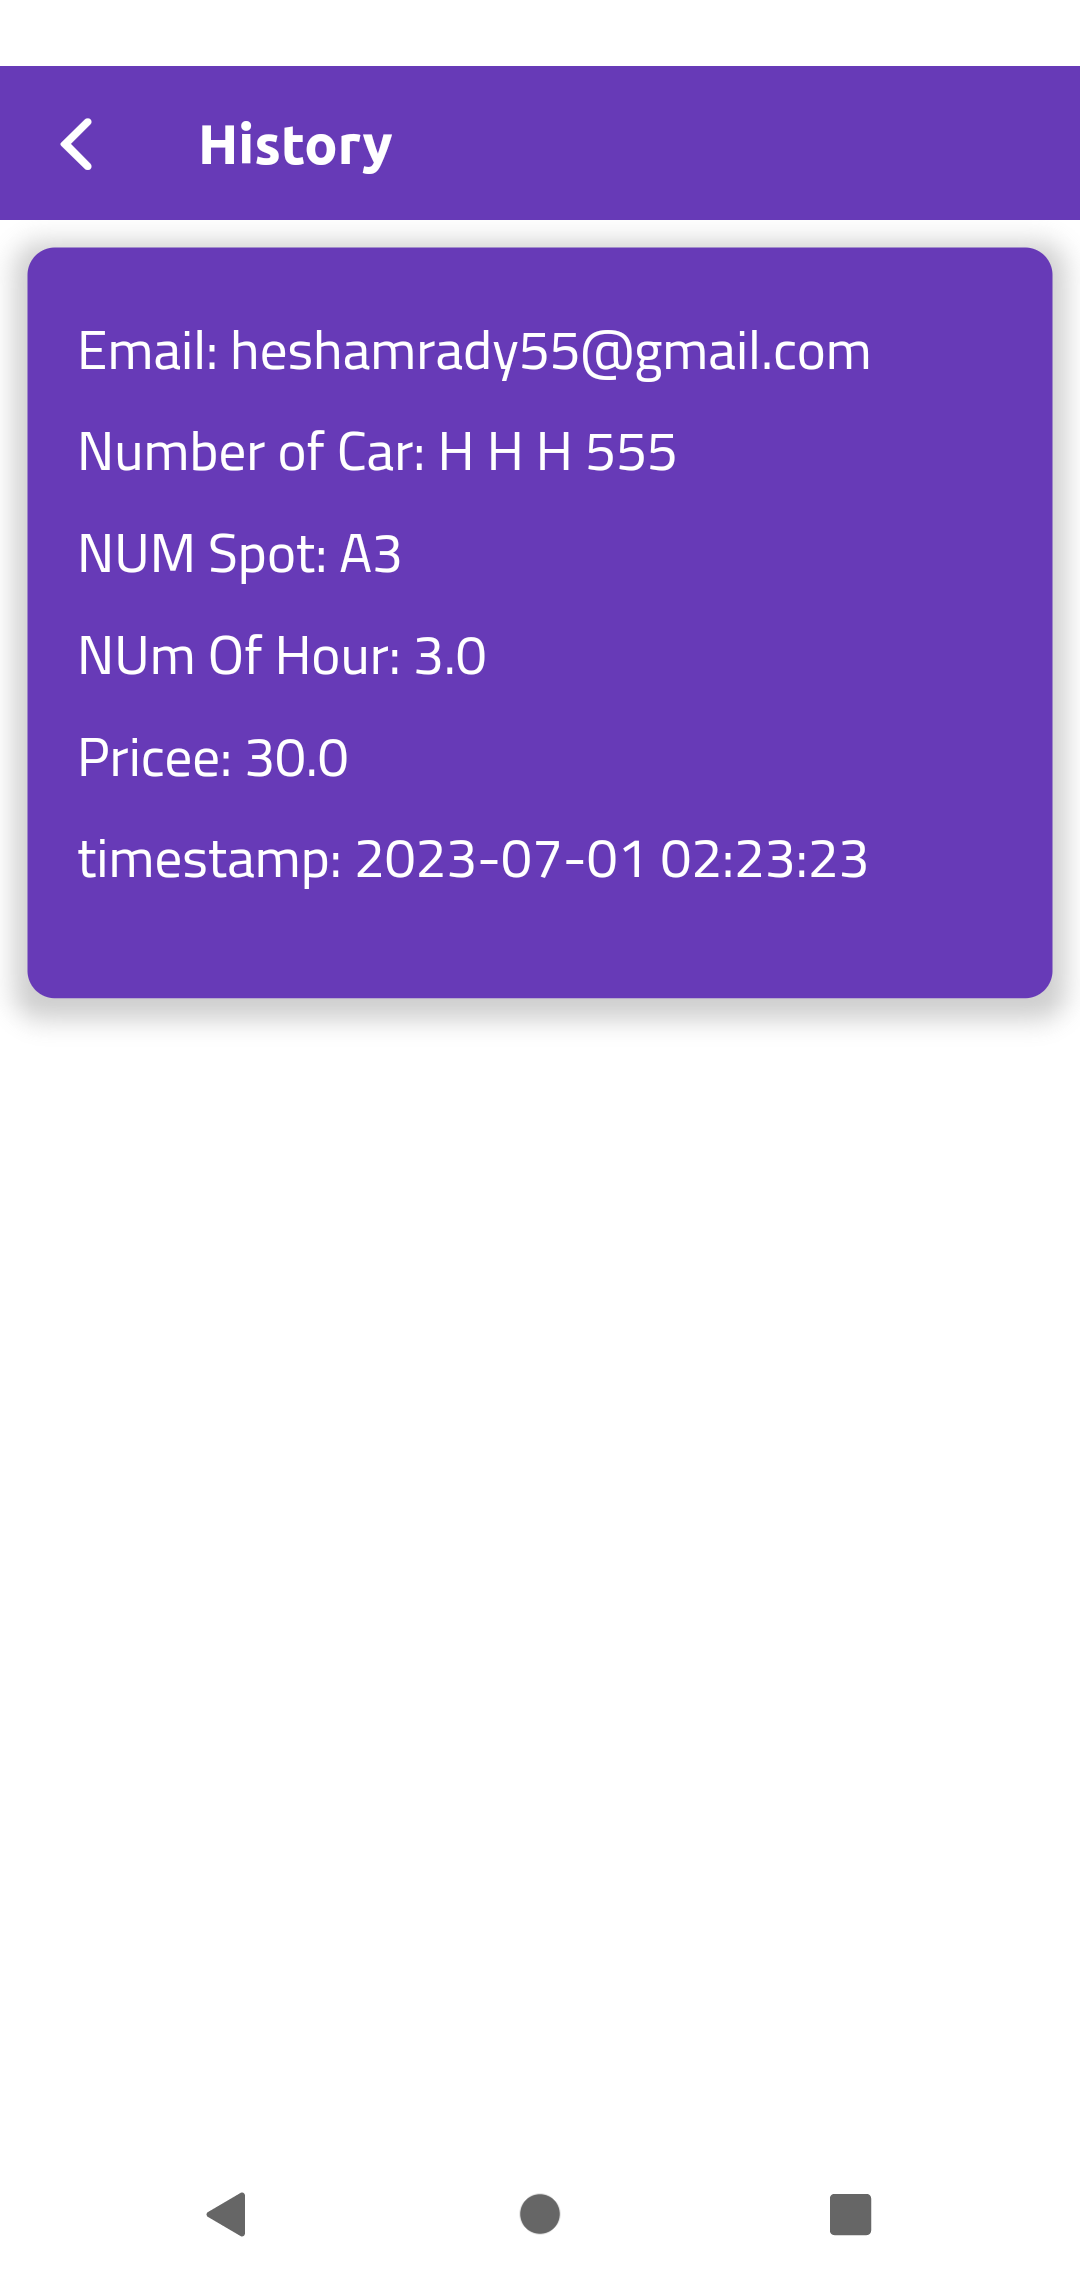 History
Email: heshamrady55@gmail.com
Number of Car: H H H 555
NUM Spot: A3
NUm Of Hour: 3.0
Pricee: 30.0
timestamp: 2023-07-01 02:23:23